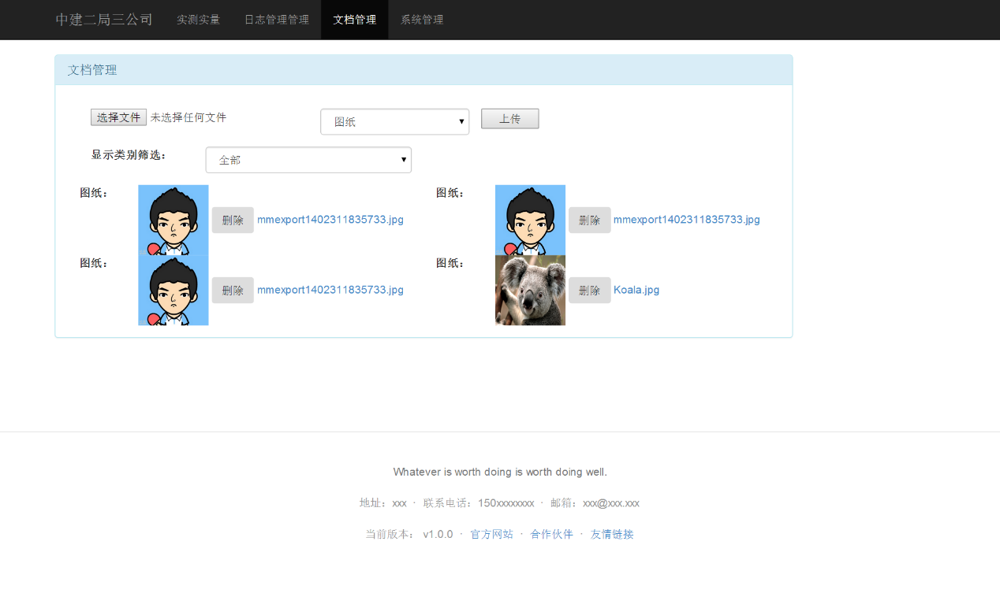 中建二局三公司 实测实量 日志管理管理 文档管理 系统管理
文档管理
选择文件 未选择任何文件 图纸 上传
显示类别筛选： 全部
图纸： 删除 mmexport1402311835733.jpg 图纸： 删除 mmexport1402311835733.jpg
图纸： 删除 mmexport1402311835733.jpg 图纸： 删除 Koala.jpg
Whatever is worth doing is worth doing well.
地址：xxx · 联系电话：150xxxxxxxx · 邮箱：xxx@xxx.xxx
当前版本： v1.0.0 · 官方网站 · 合作伙伴 · 友情链接